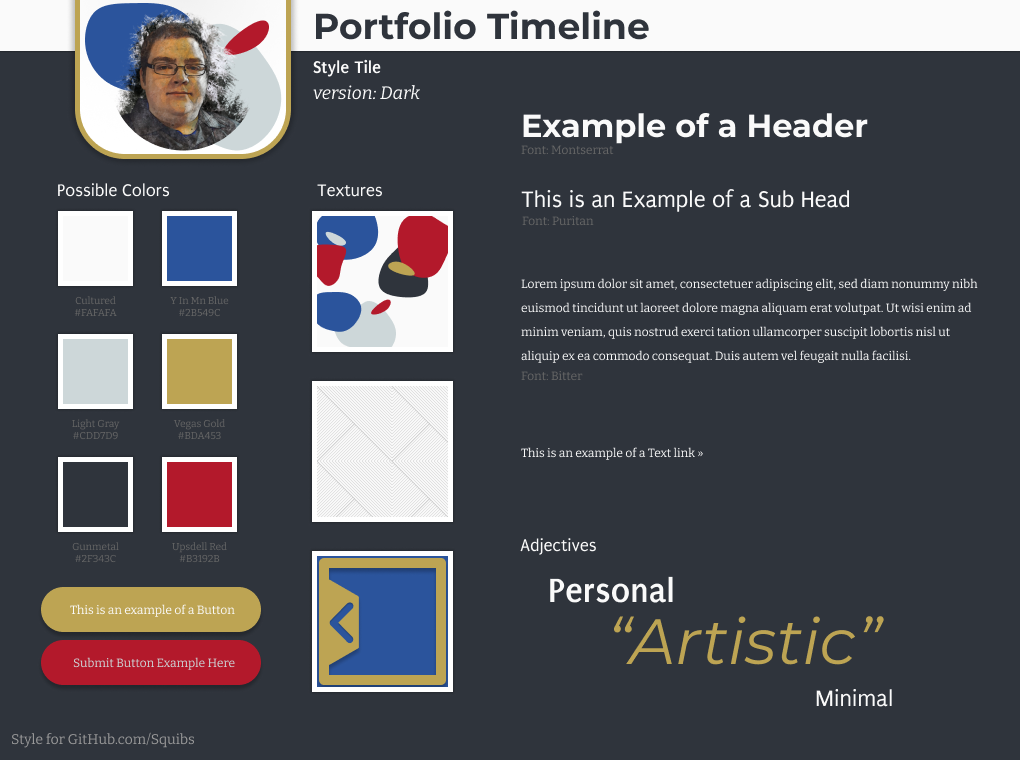 Portfolio Timeline
Style Tile
version: Dark
Possible Colors
Cultured
#FAFAFA
Y In Mn Blue
#2B549C
Light Gray
#CDD7D9
Vegas Gold
#BDA453
Gunmetal
#2F343C
Upsdell Red
#B3192B
This is an example of a Button
Submit Button Example Here
Textures
Example of a Header
Font: Montserrat
This is an Example of a Sub Head
Font: Puritan
Lorem ipsum dolor sit amet, consectetuer adipiscing elit, sed diam nonummy nibh
euismod tincidunt ut laoreet dolore magna aliquam erat volutpat. Ut wisi enim ad
minim veniam, quis nostrud exerci tation ullamcorper suscipit lobortis nisl ut
aliquip ex ea commodo consequat. Duis autem vel feugait nulla facilisi.
Font: Bitter
This is an example of a Text link »
Adjectives
Personal
“Artistic”
Minimal
Style for GitHub.com/Squibs